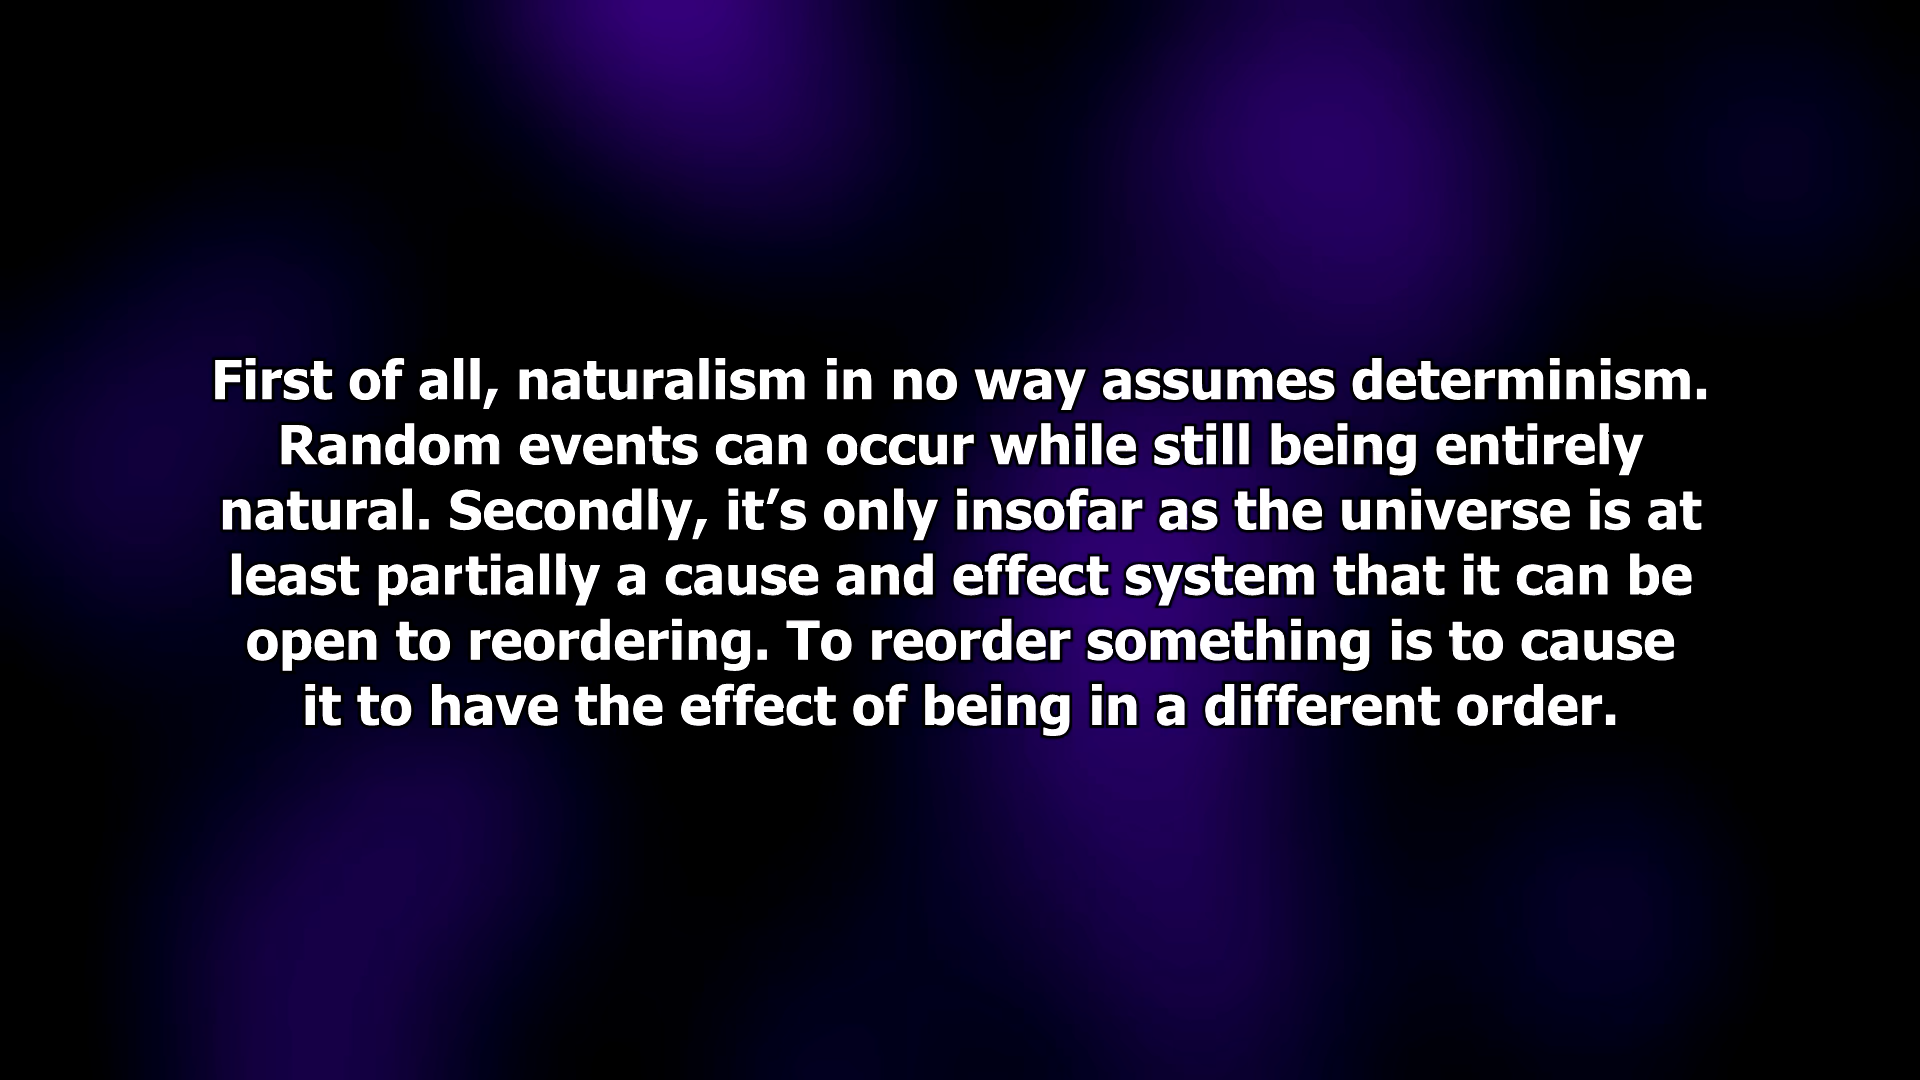 First of all, naturalism in no way assumes determinism.
Random events can occur while still being entirely
natural. Secondly, it’s only insofar as the universe is at
least partially a cause and effect system that it can be
open to reordering. To reorder something is to cause
it to have the effect of being in a different order.